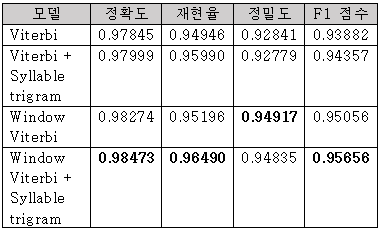 모델 정확도 재현율 정밀도 F1 점수
Viterbi 0.97845 0.94946 0.92841 0.93882
Viterbi + 0.97999 0.95990 0.92779 0.94357
Syllable
trigram
Window 0.98274 0.95196 0.94917 0.95056
Viterbi
Window 0.98473 0.96490 0.94835 0.95656
Viterbi +
Syllable
trigram